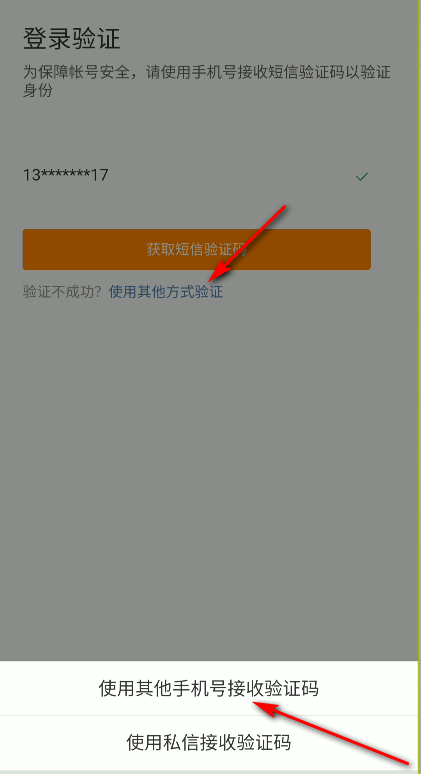 登录验证
为保障帐号安全，请使用手机号接收短信验证码以验证
身份
13*******17
获取短信验证码
验证不成功？使用其他方式验证
使用其他手机号接收验证码
使用私信接收验证码